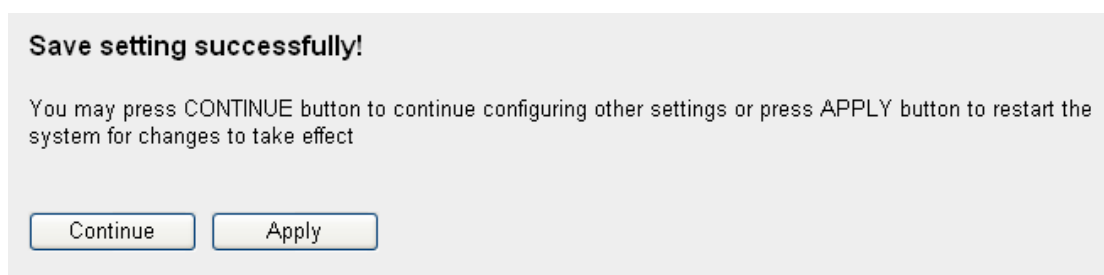 Save setting successfully!
You may press CONTINUE button to continue configuring other settings or press APPLY button to restart the
system for changes to take effect
Continue Apply